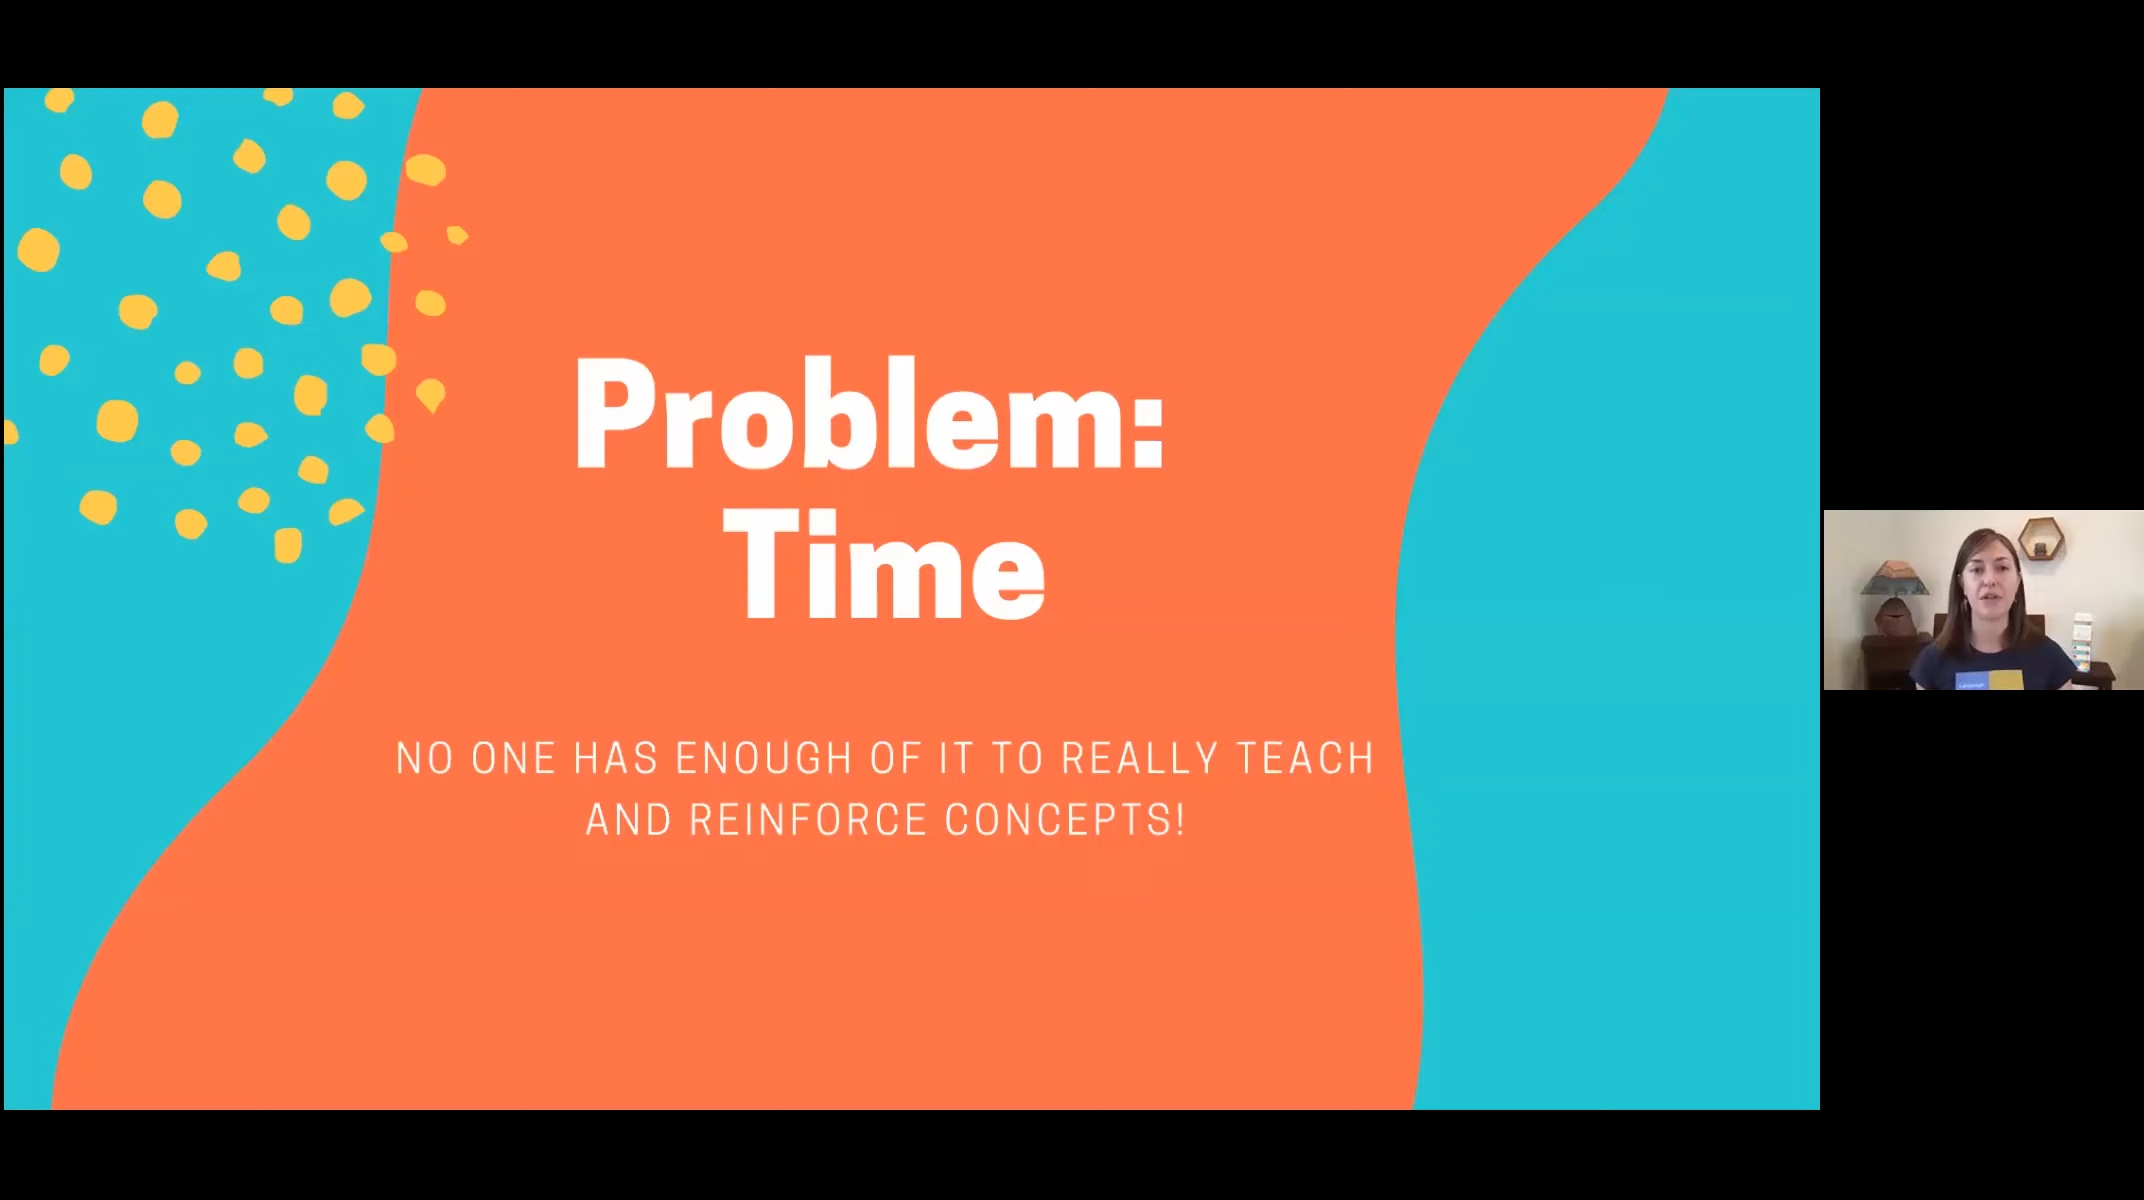 Problem:
Time
NO ONE HAS ENOUGH OF IT TO REALLY TEACH
AND REINFORCE CONCEPTS!